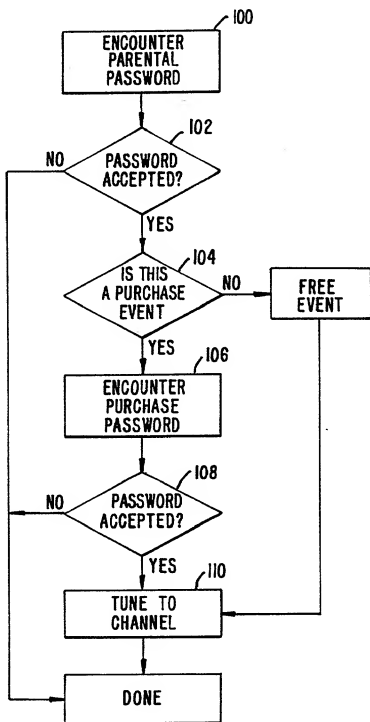 100
ENCOUNTER
PARENTAL
PASSWORD
102
NO
PASSWORD
ACCEPTED?
YES
104
IS THIS
A PURCHASE
EVENT
NO
FREE
EVENT
YES
106
ENCOUNTER
PURCHASE
PASSWORD
108
NO
PASSWORD
ACCEPTED?
YES
110
TUNE TO
CHANNEL
DONE